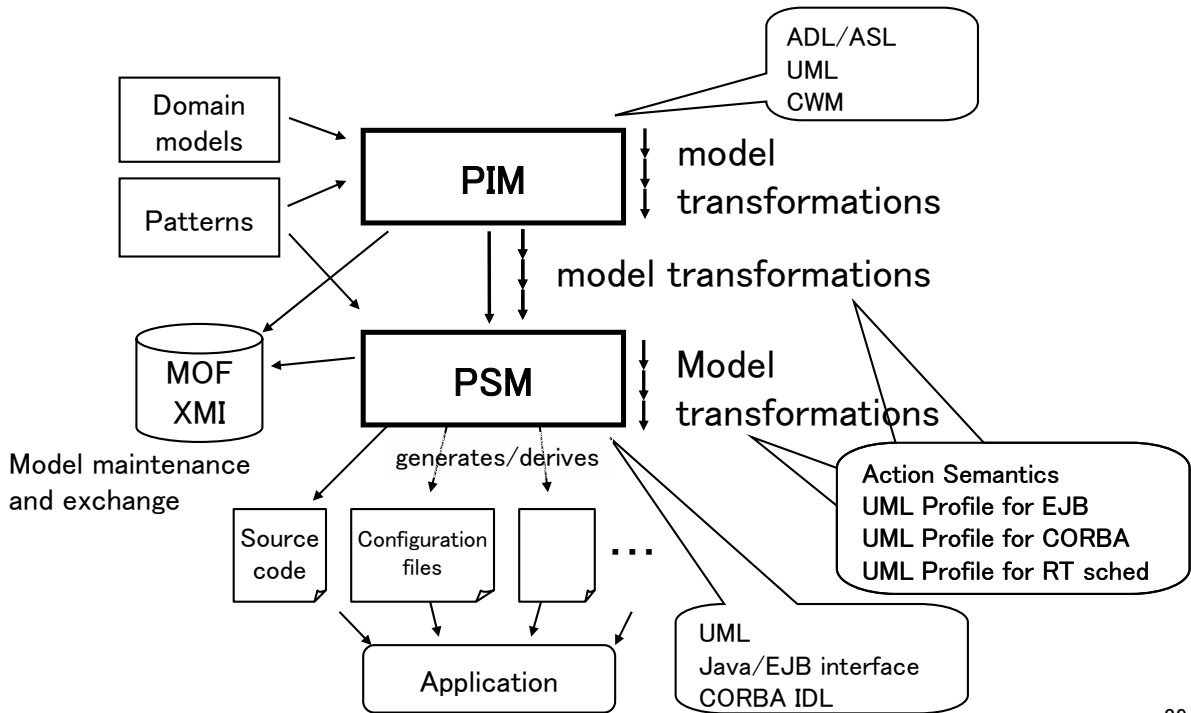 ADL/ASL
UML
CWM
Domain
models
Patterns
PIM
model
transformations
model transformations
MOF
XMI
PSM
Model
transformations
Model maintenance
and exchange
generates/derives
Action Semantics
UML Profile for EJB
UML Profile for CORBA
UML Profile for RT sched
Source
code
Configuration
files
...
UML
Java/EJB interface
CORBA IDL
Application